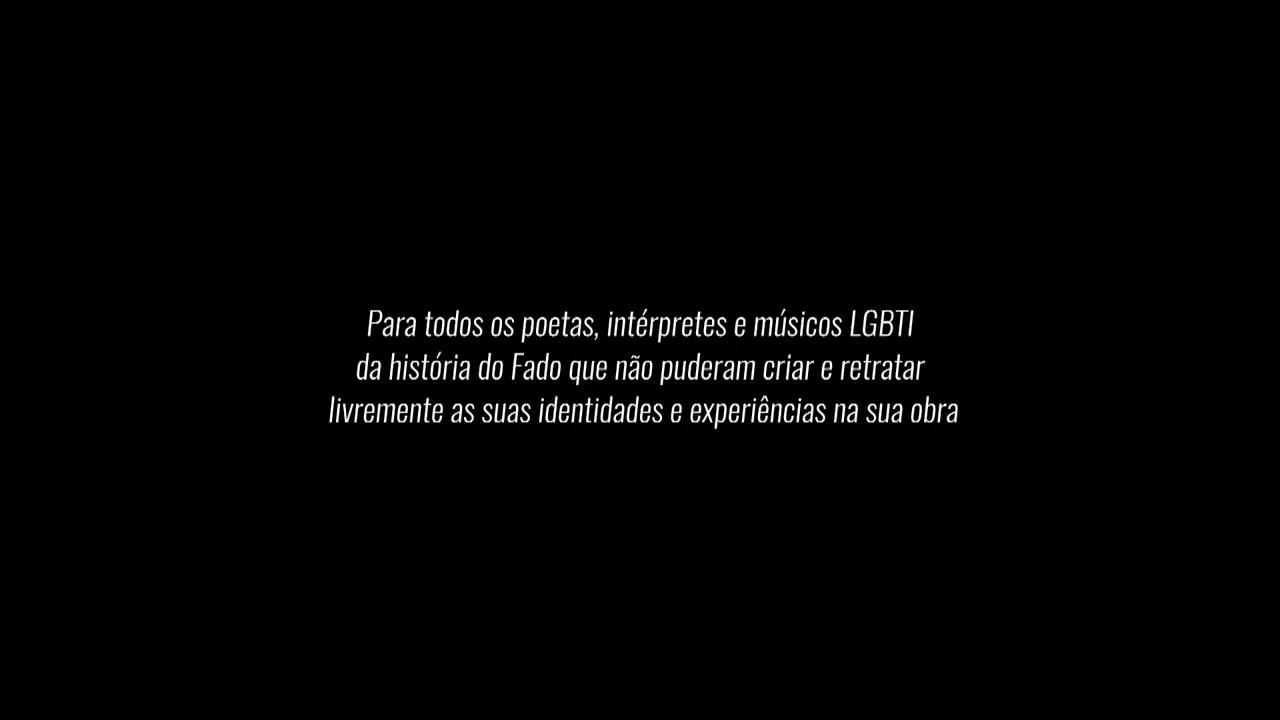 Para todos os poetas, intérpretes e músicos LGBTI
da história do Fado que não puderam criar e retratar
livremente as suas identidades e experiências na sua obra